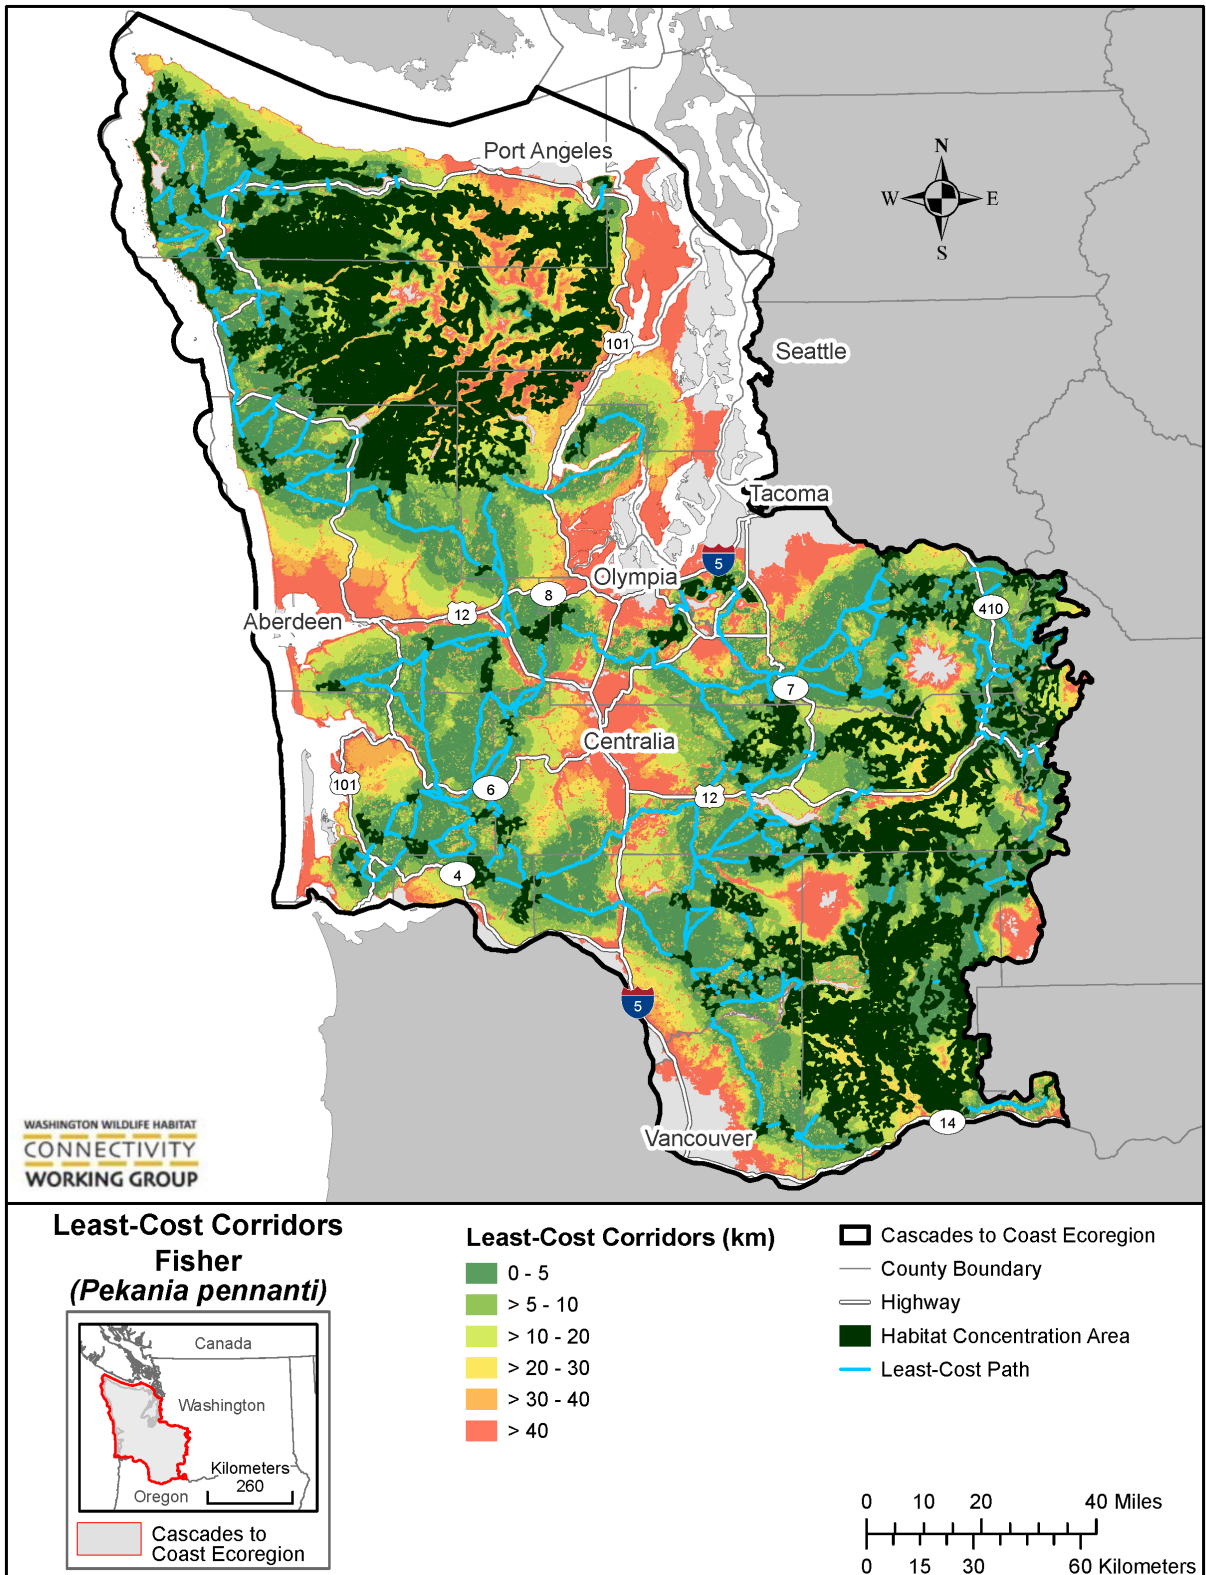 Port Angeles
N
W E
S
101
Seattle
Tacoma
5
Olympia
8
410
12
Aberdeen
7
Centralia
101
6
12
4
5
14
Vancouver
WASHINGTON WILDLIFE HABITAT
CONNECTIVITY
WORKING GROUP
Least-Cost Corridors
Fisher
(Pekania pennanti)
Canada
Washington
Kilometers
260
Oregon
Cascades to
Coast Ecoregion
Least-Cost Corridors (km)
0 - 5
> 5 - 10
> 10 - 20
> 20 - 30
> 30 - 40
> 40
Cascades to Coast Ecoregion
County Boundary
Highway
Habitat Concentration Area
Least-Cost Path
0 10 20 40 Miles
0 15 30 60 Kilometers